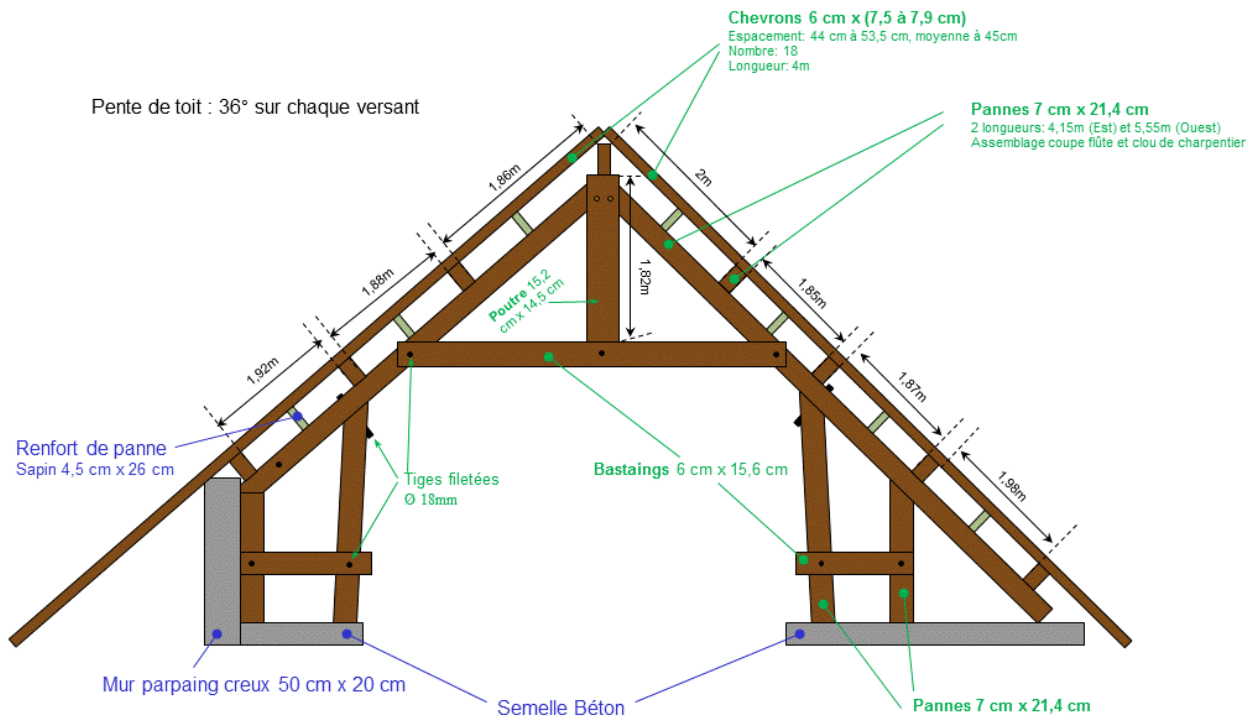 Chevrons 6 cm x (7,5 à 7,9 cm)
Espacement: 44 cm à 53,5 cm, moyenne à 45cm
Nombre: 18
Longueur: 4m
Pente de toit : 36° sur chaque versant
Pannes 7 cm x 21,4 cm
2 longueurs: 4,15m (Est) et 5,55m (Ouest)
Assemblage coupe flûte et clou de charpentier
1,86m
2m
1,88m
1,82m
1,85m
Poutre 15,2
cm x 14,5 cm
1,92m
1,87m
Renfort de panne
Sapin 4,5 cm x 26 cm
Tiges filetées
Ø 18mm
Bastaings 6 cm x 15,6 cm
1,98m
Mur parpaing creux 50 cm x 20 cm
Semelle Béton
Pannes 7 cm x 21,4 cm